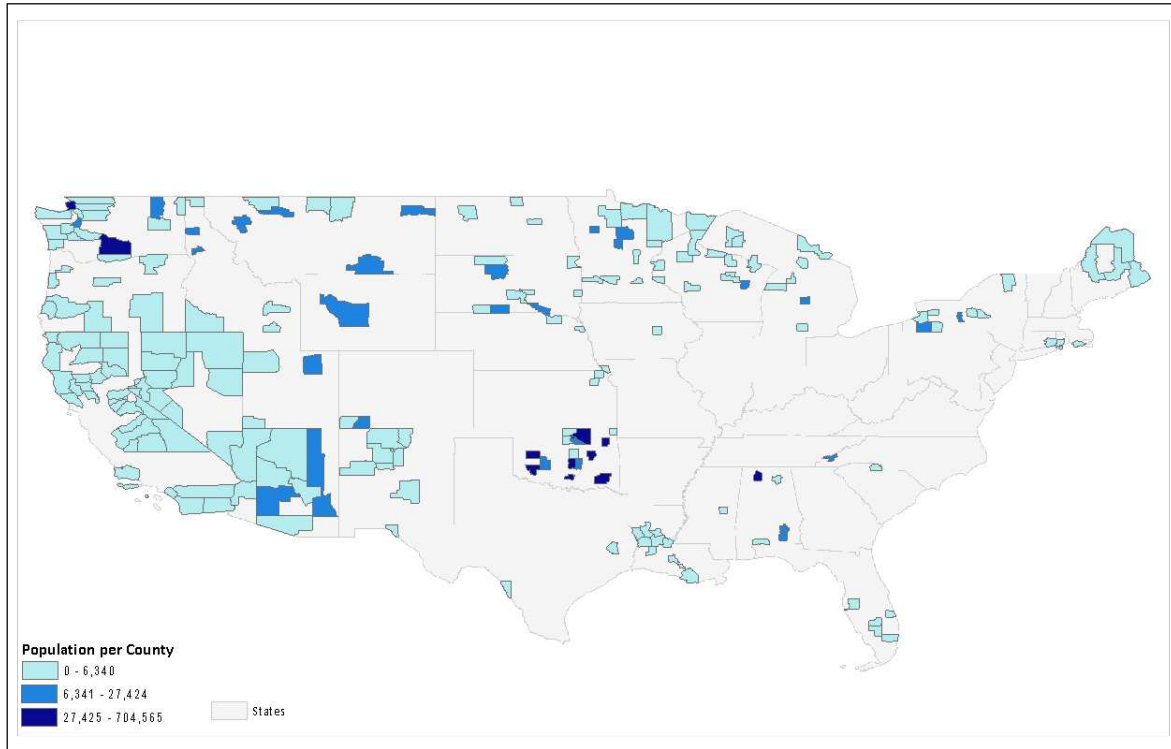 Population per County
0 - 6,340
6,341 - 27,424
27,425 - 704,565
States